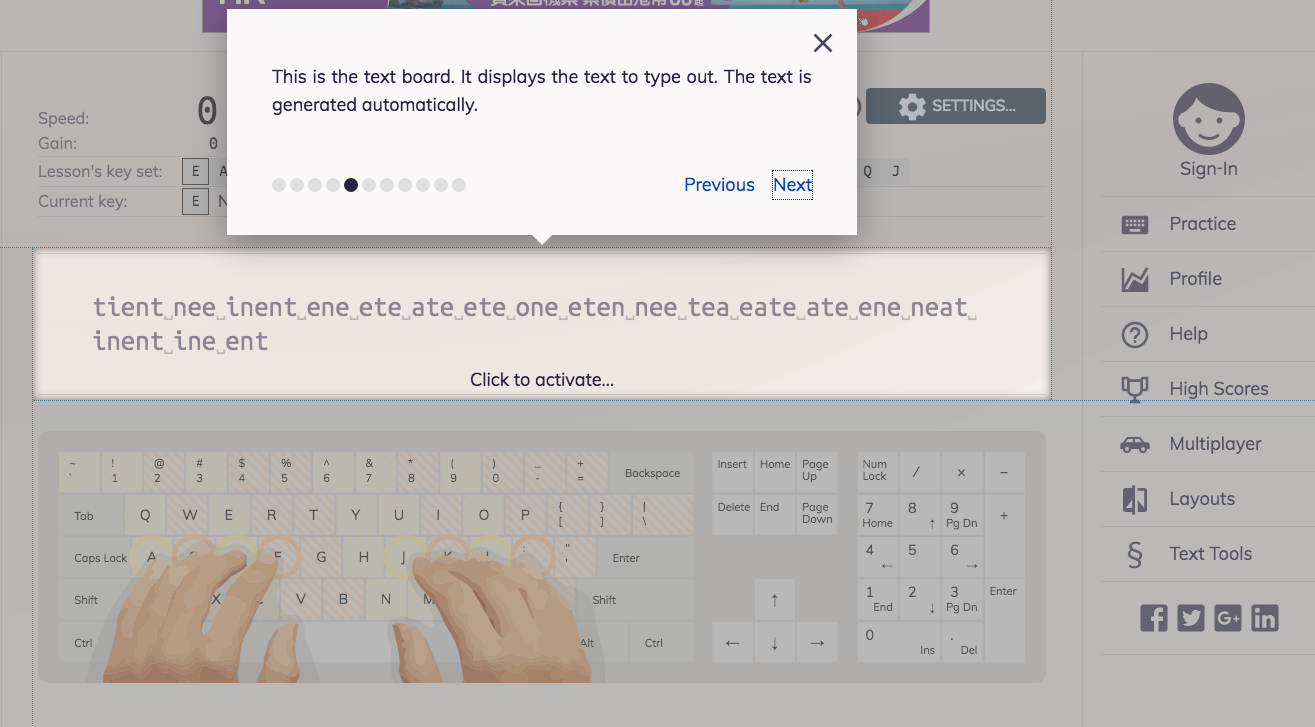 This is the text board. It displays the text to type out. The text is
generated automatically.
Previous Next
Speed: 0
Gain: 0
Lesson's key set: E A
Q J
Current key: E N
SETTINGS...
tient␣nee␣inent␣ene␣ete␣ate␣ete␣one␣eten␣nee␣tea␣eate␣ate␣ene␣neat␣
inent␣ine␣ent
Click to activate...
~ ! @ # $ % ^ & * ( ) _ +
` 1 2 3 4 5 6 7 8 9 0 - =
Backspace
Tab Q W E R T Y U I O P { } |
[ ] \
Caps Lock A F G H J K L : "
' Enter
Shift X C V B N M Shift
Ctrl Alt Ctrl
Insert Home Page
Up
Delete End Page
Down
↑
← ↓ →
Num
Lock / × −
7 8 9 +
Home ↑ Pg Dn
4 5 6
← →
1 2 3 Enter
End ↓ Pg Dn
0 .
Ins Del
Sign-In
Practice
Profile
Help
High Scores
Multiplayer
Layouts
§ Text Tools
f G+ in